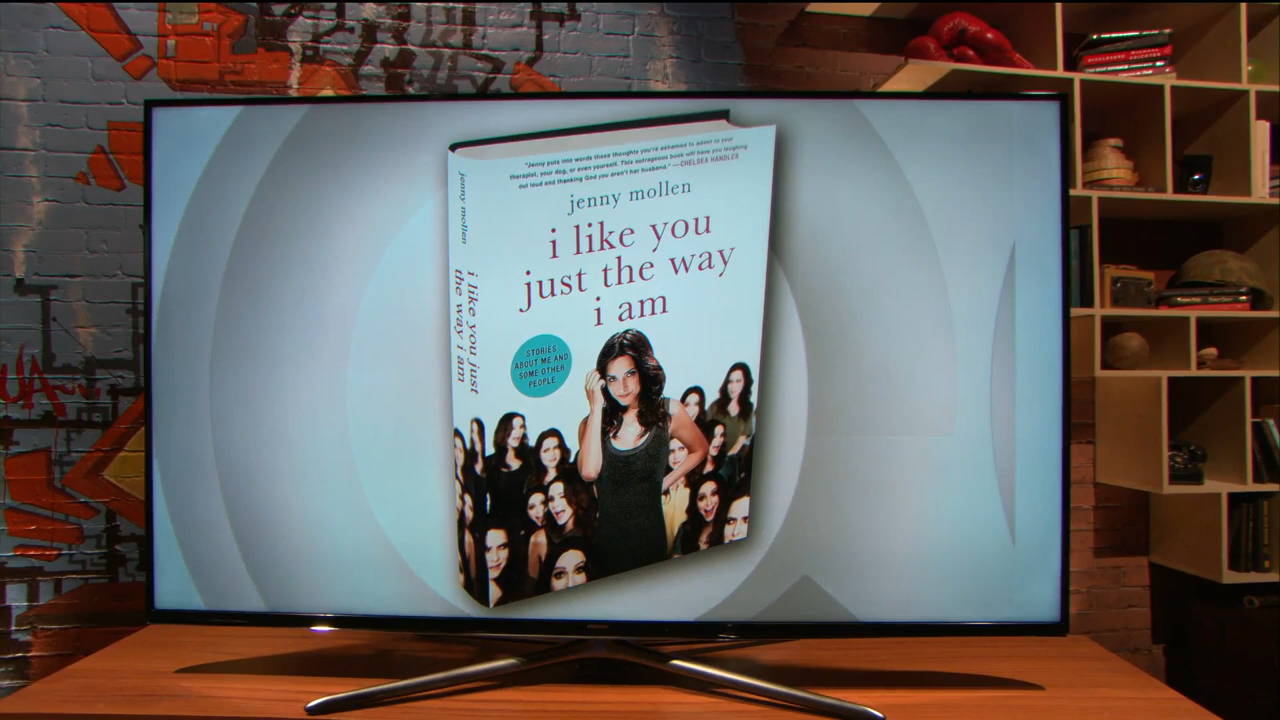 "Jenny puts into words those thoughts you're ashamed to admit to your
therapist, your dog, or even yourself. This outrageous book will have you laughing
out loud and thanking God you aren't her husband." —CHELSEA HANDLER
jenny mollen
i like you
just the way
i am
STORIES
ABOUT ME AND
SOME OTHER
PEOPLE
jenny mollen
i like you just
the way i am